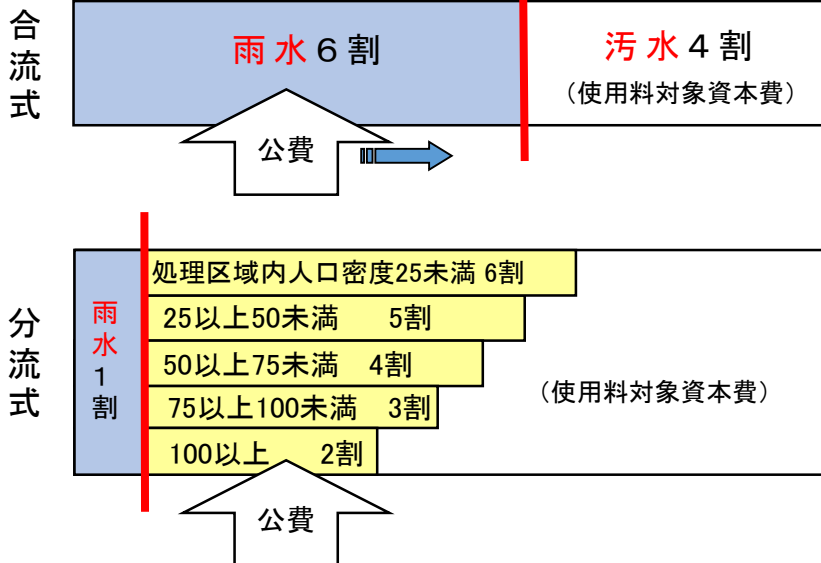 合流式
雨水６割
汚水４割
（使用料対象資本費）
公費
分流式
雨水１割
処理区域内人口密度25未満 6割
25以上50未満　　5割
50以上75未満　4割
75以上100未満　3割
100以上　　2割
（使用料対象資本費）
公費